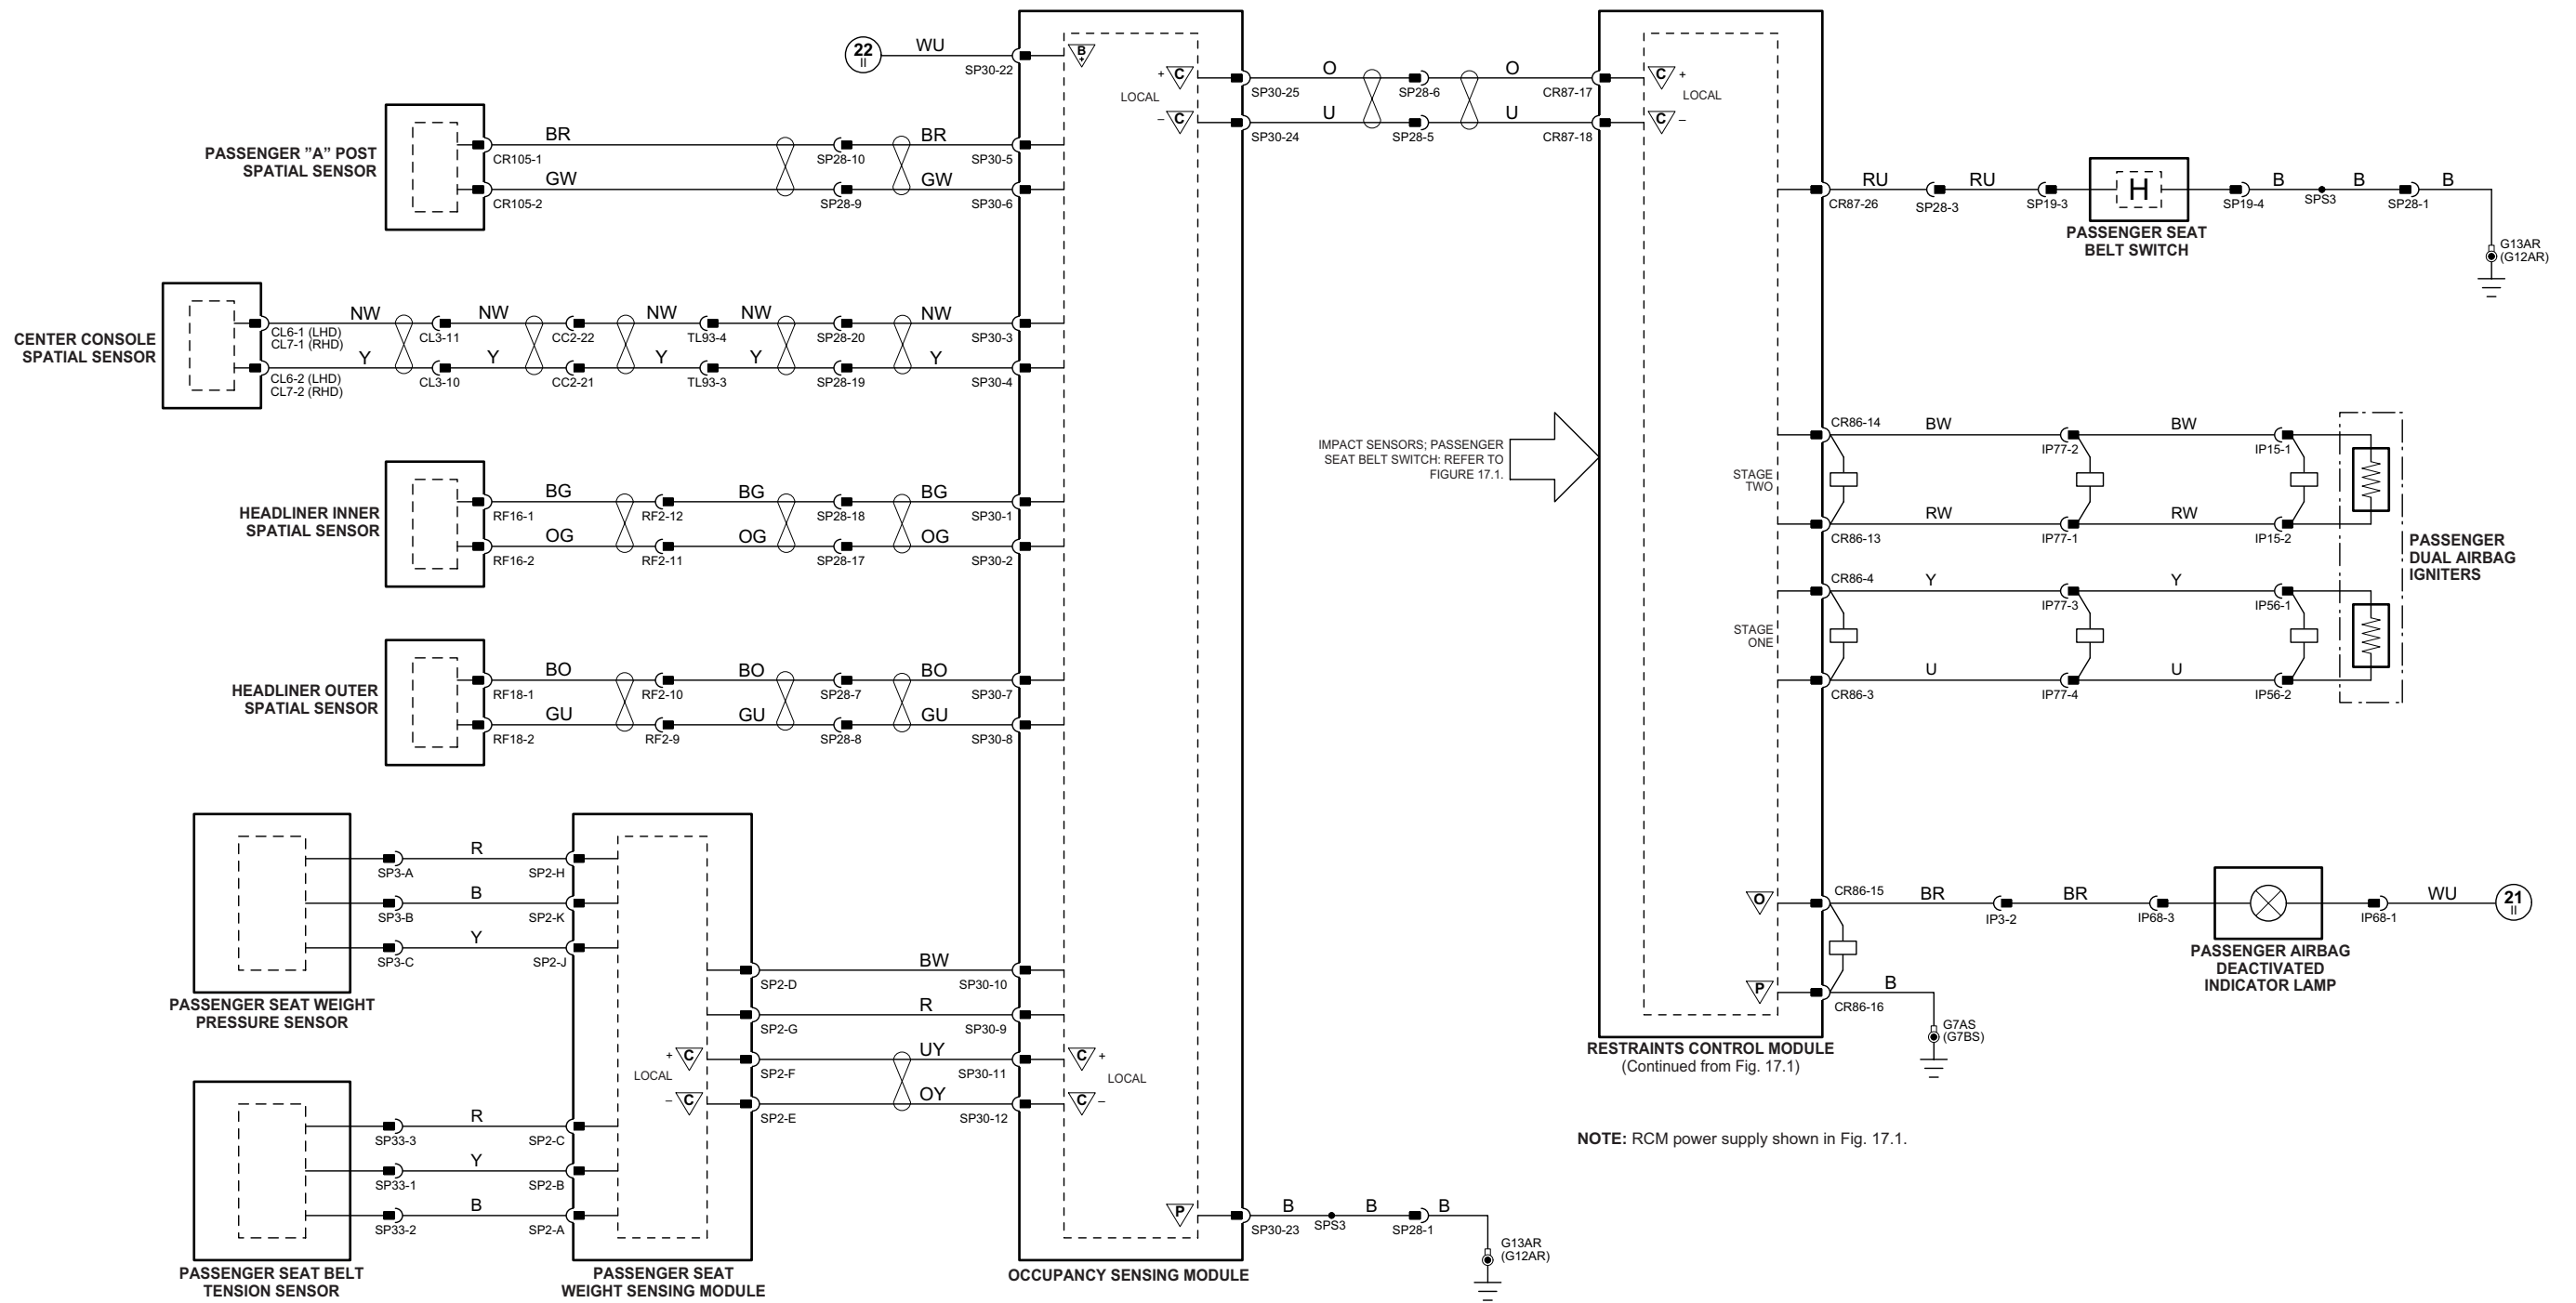 22
II
WU
SP30-22
B
+
PASSENGER ”A” POST
SPATIAL SENSOR
BR
CR105-1
SP28-10
BR
SP30-5
GW
CR105-2
SP28-9
GW
SP30-6
CENTER CONSOLE
SPATIAL SENSOR
NW
CL6-1 (LHD)
CL7-1 (RHD)
CL3-11
NW
CC2-22
NW
TL93-4
NW
SP28-20
NW
SP30-3
Y
CL6-2 (LHD)
CL7-2 (RHD)
CL3-10
Y
CC2-21
Y
TL93-3
Y
SP28-19
Y
SP30-4
HEADLINER INNER
SPATIAL SENSOR
BG
RF16-1
RF2-12
BG
SP28-18
BG
SP30-1
OG
RF16-2
RF2-11
OG
SP28-17
OG
SP30-2
HEADLINER OUTER
SPATIAL SENSOR
BO
RF18-1
RF2-10
BO
SP28-7
BO
SP30-7
GU
RF18-2
RF2-9
GU
SP28-8
GU
SP30-8
R
SP3-A
SP2-H
B
SP3-B
SP2-K
Y
SP3-C
SP2-J
PASSENGER SEAT WEIGHT
PRESSURE SENSOR
R
SP33-3
SP2-C
Y
SP33-1
SP2-B
B
SP33-2
SP2-A
PASSENGER SEAT BELT
TENSION SENSOR
BW
SP2-D
SP30-10
R
SP2-G
SP30-9
+ C
UY
SP2-F
SP30-11
C +
LOCAL
LOCAL
– C
OY
SP2-E
SP30-12
C –
PASSENGER SEAT
WEIGHT SENSING MODULE
+ C
LOCAL
– C
O
SP30-25
SP28-6
O
CR87-17
U
SP30-24
SP28-5
U
CR87-18
C +
LOCAL
C –
P
B
SP30-23
SPS3
B
SP28-1
B
G13AR
(G12AR)
OCCUPANCY SENSING MODULE
IMPACT SENSORS; PASSENGER
SEAT BELT SWITCH: REFER TO
FIGURE 17.1.
RU
CR87-26
SP28-3
RU
SP19-3
H
SP19-4
B
SPS3
B
SP28-1
B
PASSENGER SEAT
BELT SWITCH
G13AR
(G12AR)
STAGE
TWO
CR86-14
BW
IP77-2
BW
IP15-1
CR86-13
RW
IP77-1
RW
IP15-2
STAGE
ONE
CR86-4
Y
IP77-3
Y
IP56-1
CR86-3
U
IP77-4
U
IP56-2
PASSENGER
DUAL AIRBAG
IGNITERS
O
CR86-15
BR
IP3-2
BR
IP68-3
IP68-1
WU
21
II
PASSENGER AIRBAG
DEACTIVATED
INDICATOR LAMP
P
CR86-16
B
G7AS
(G7BS)
RESTRAINTS CONTROL MODULE
(Continued from Fig. 17.1)
NOTE: RCM power supply shown in Fig. 17.1.